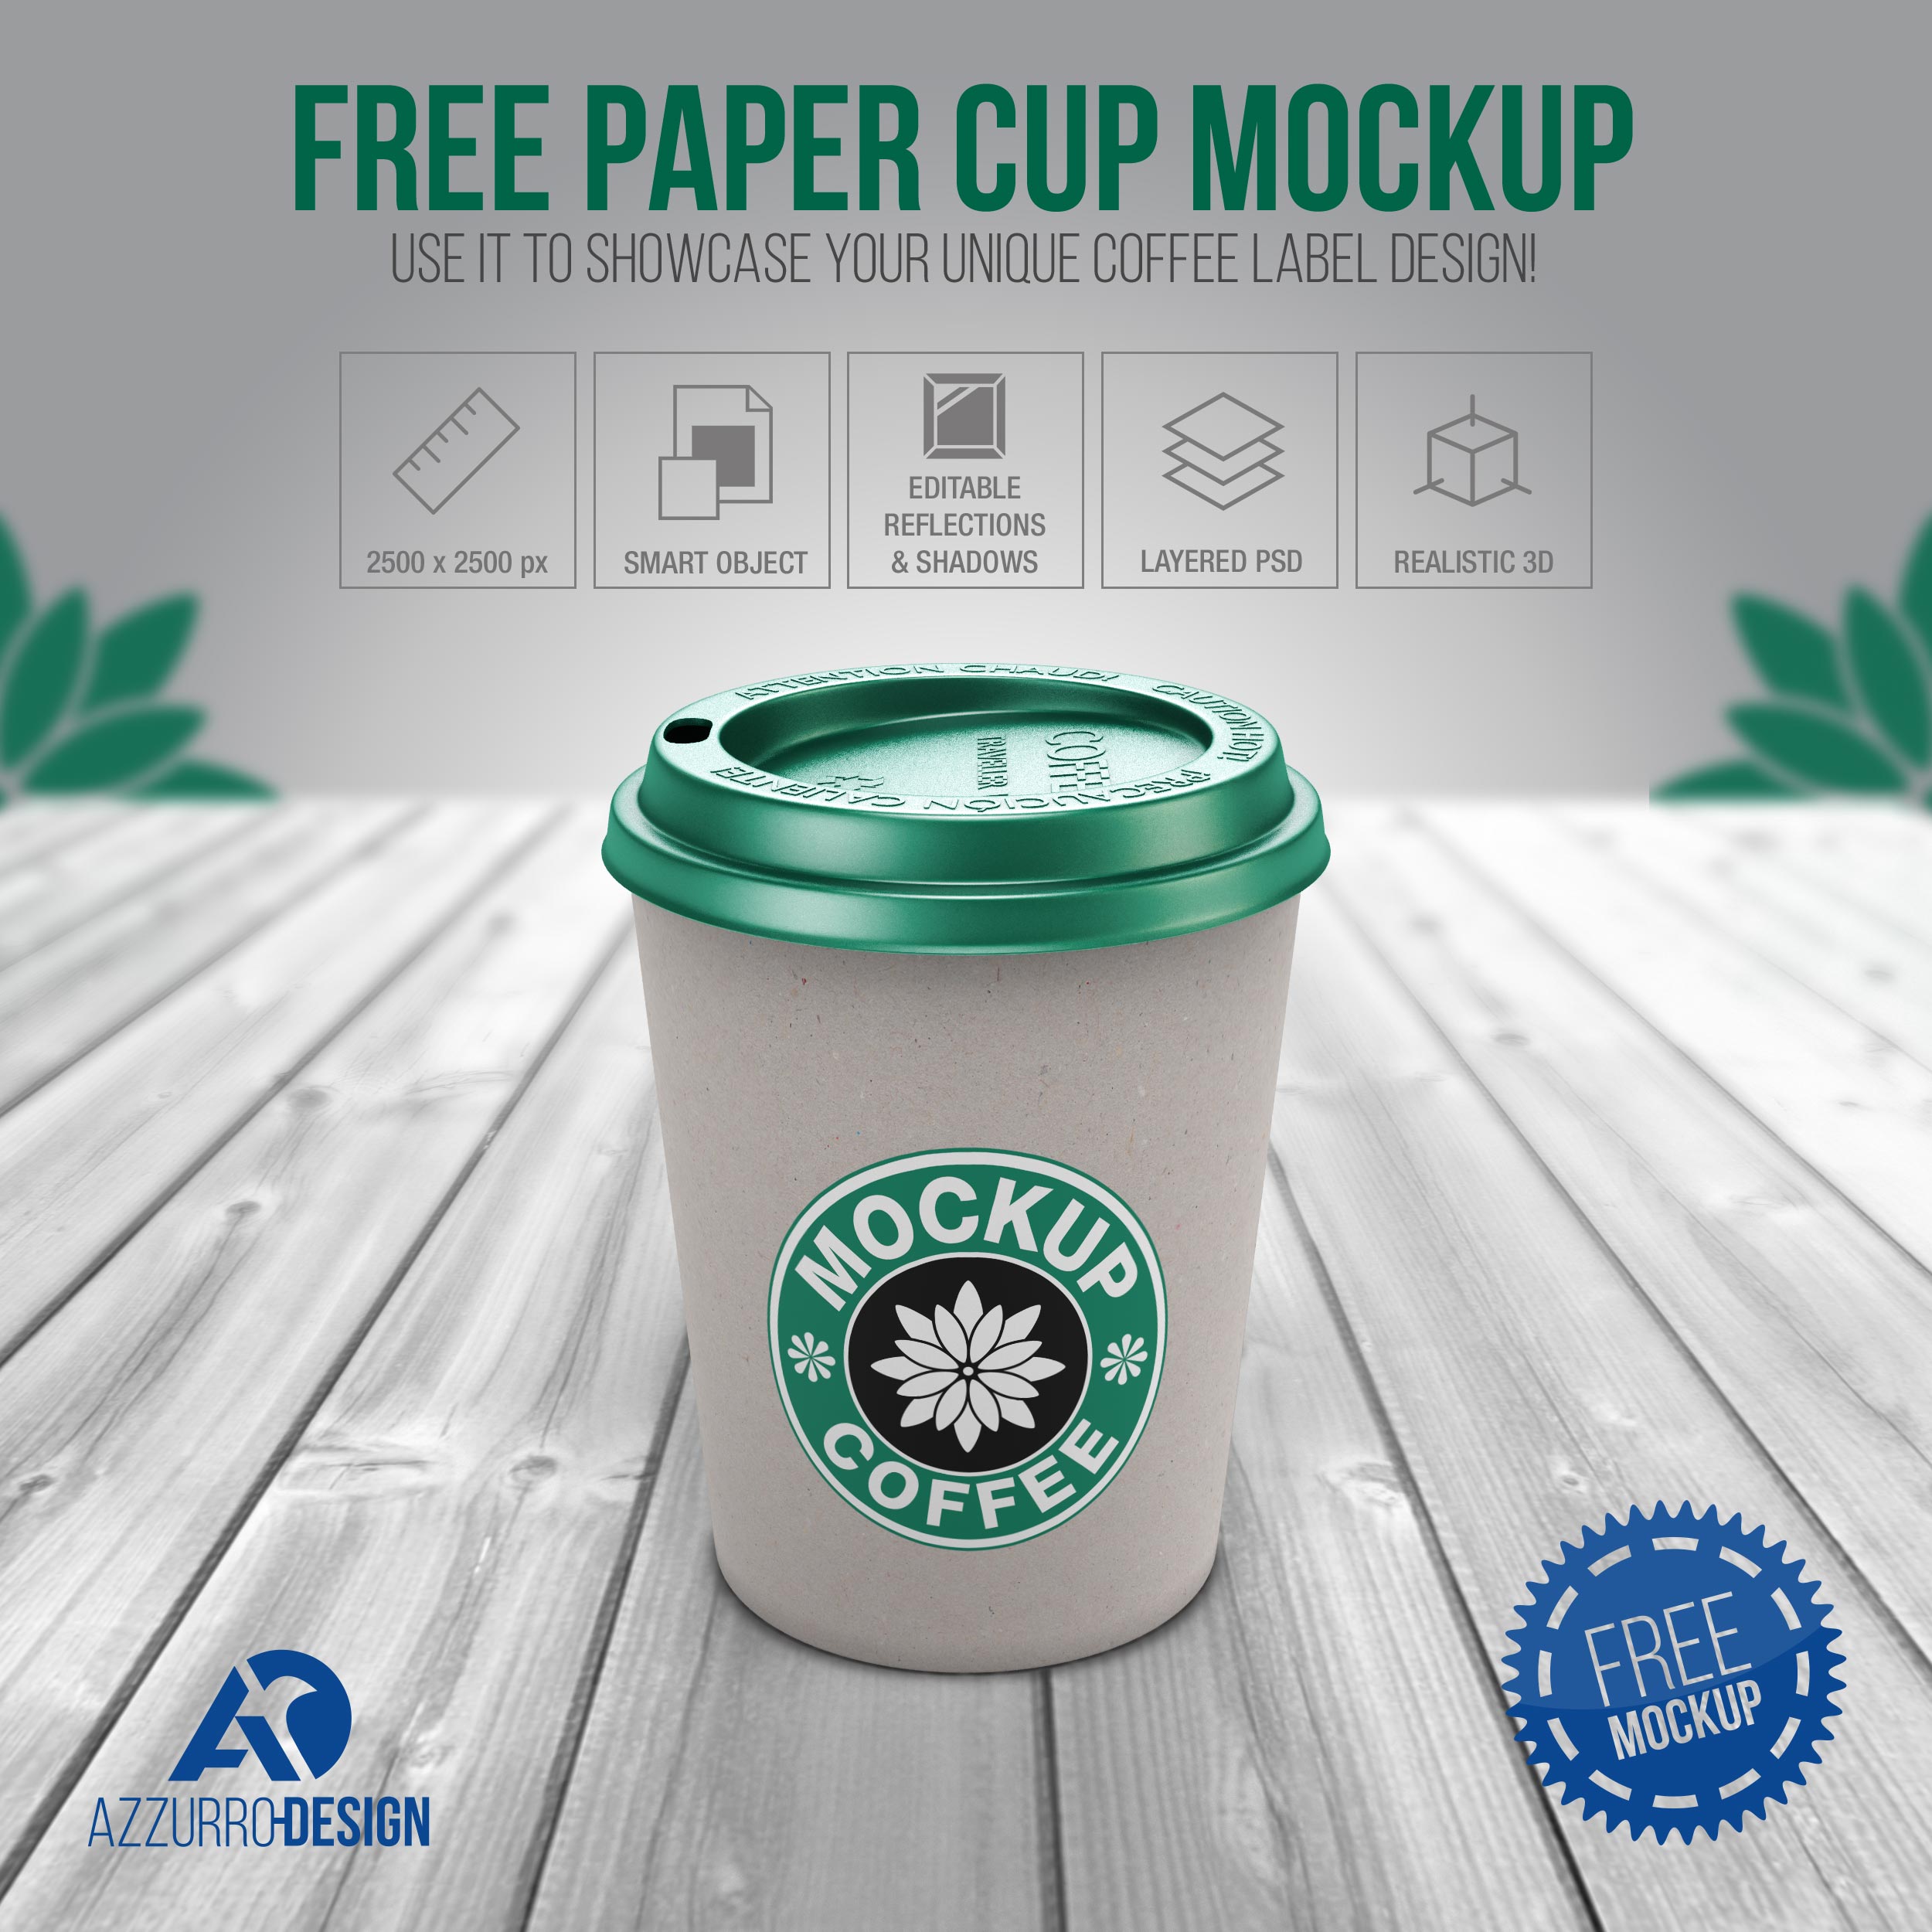 FREE PAPER CUP MOCKUP
USE IT TO SHOWCASE YOUR UNIQUE COFFEE LABEL DESIGN!
2500 x 2500 px
SMART OBJECT
EDITABLE
REFLECTIONS
& SHADOWS
LAYERED PSD
REALISTIC 3D
ATTENTION CHAUD!
CAUTION HOT!
PRECAUCIÓN CALIENTE!
COFFEE
TRAVELER
MOCKUP
COFFEE
FREE
MOCKUP
AZZURRO-DESIGN